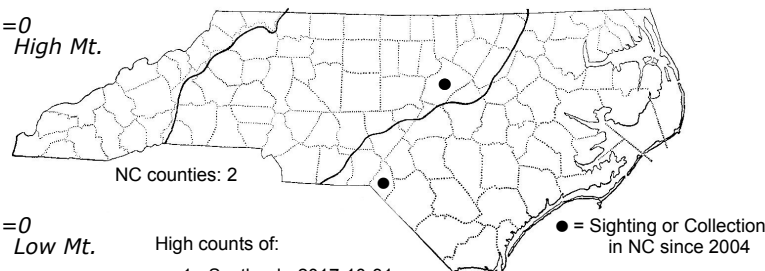 =0
High Mt.
NC counties: 2
=0
Low Mt.
High counts of:
● = Sighting or Collection
in NC since 2004